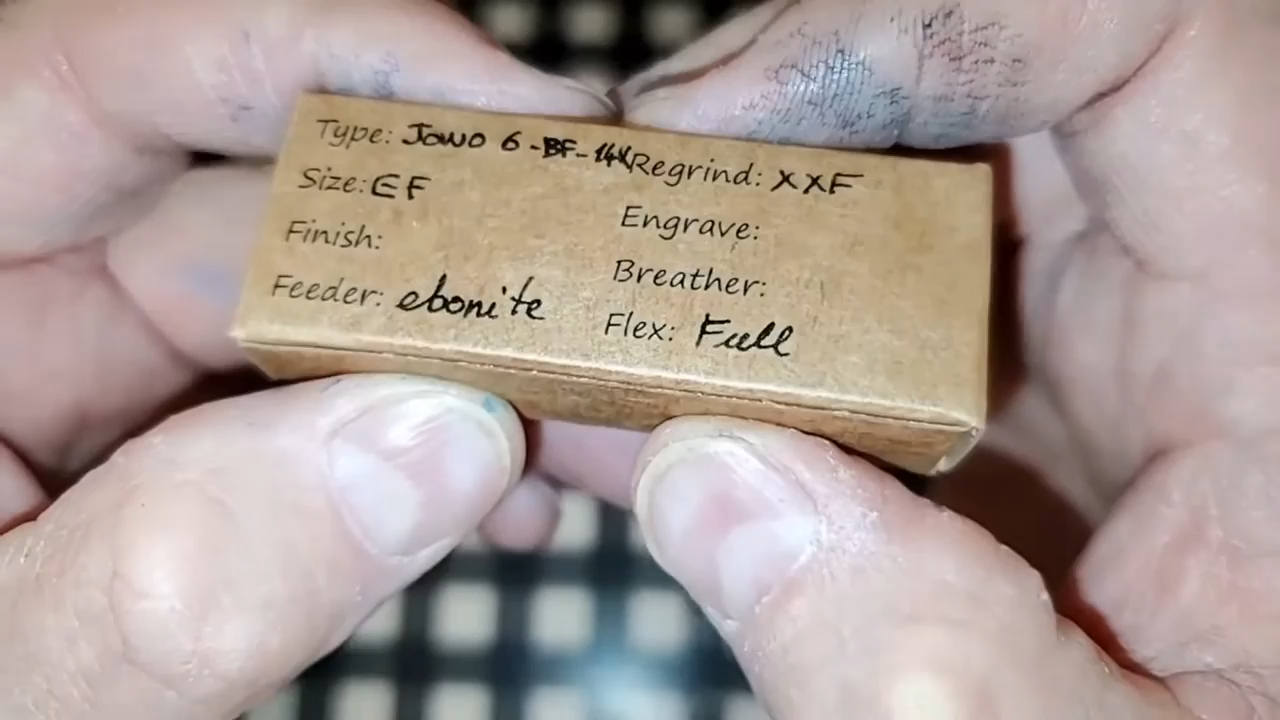 Type: Jowo 6-BF-14K
Size: EF
Finish:
Feeder: ebonite
Regrind: XXF
Engrave:
Breather:
Flex: Full